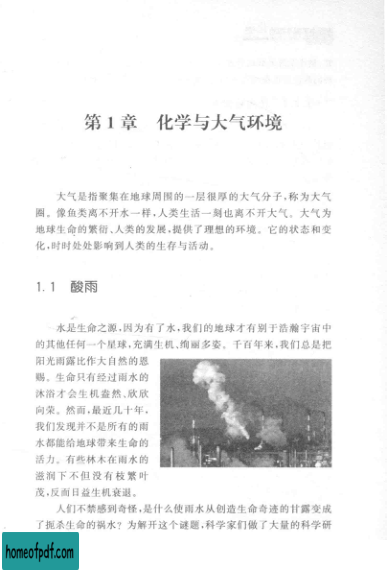 第1章 化学与大气环境
大气是指聚集在地球周围的一层很厚的大气分子,称为大气
圈。像鱼类离不开水一样,人类生活一刻也离不开大气。大气为
地球生命的繁衍、人类的发展,提供了理想的环境。它的状态和变
化,时时处处影响到人类的生存与活动。
1.1 酸雨
水是生命之源,因为有了水,我们的地球才有别于浩瀚宇宙中
的其他任何一个星球,充满生机、绚丽多姿。千百年来,我们总是把
阳光雨露比作大自然的恩
赐。生命只有经过雨水的
沐浴才会生机盎然、欣欣
向荣。然而,最近几十年,
我们发现并不是所有的雨
水都能给地球带来生命的
活力。有些林木在雨水的
滋润下不但没有枝繁叶
茂,反而日益生机衰退。
人们不禁感到奇怪,是什么使雨水从创造生命奇迹的甘露变成
了扼杀生命的祸水?为解开这个谜题,科学家们做了大量的科学研
homeofpdf.com